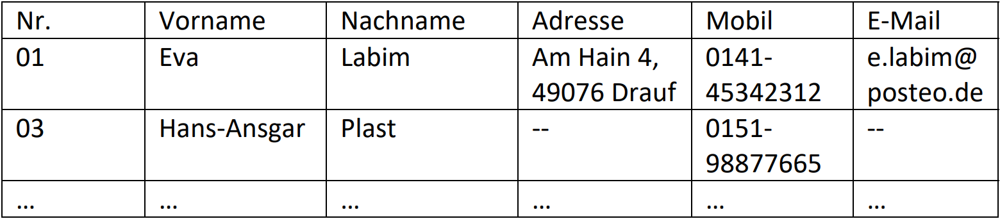 Nr. Vorname Nachname Adresse Mobil E-Mail
01 Eva Labim Am Hain 4, 0141- e.labim@
49076 Drauf 45342312 posteo.de
03 Hans-Ansgar Plast -- 0151- --
98877665
... ... ... ... ... ...